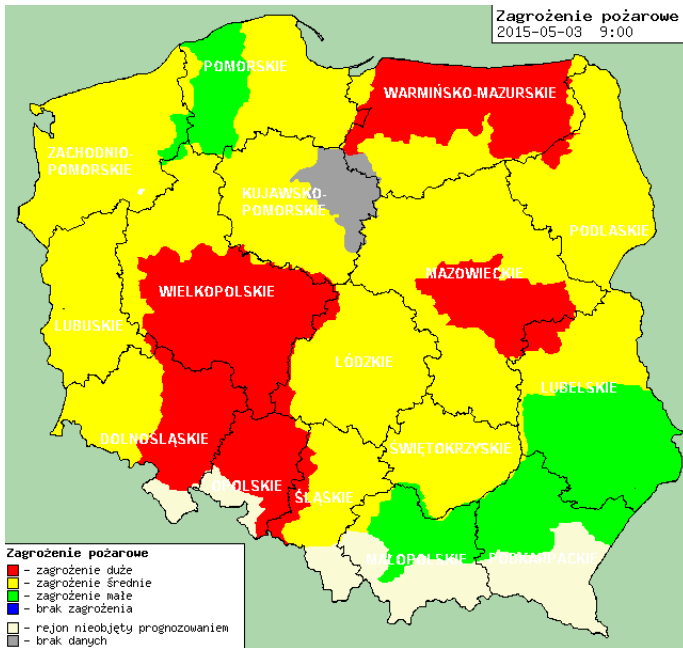 Zagrożenie pożarowe
2015-05-03 9:00
POMORSKIE
WARMIŃSKO-MAZURSKIE
ZACHODNIO-
POMORSKIE
KUJAWSKO-
POMORSKIE
PODLASKIE
MAZOWIECKIE
WIELKOPOLSKIE
LUBUSKIE
ŁÓDZKIE
LUBELSKIE
DOLNOŚLĄSKIE
ŚWIĘTOKRZYSKIE
OPOLSKIE
ŚLĄSKIE
MAŁOPOLSKIE
PODKARPACKIE
Zagrożenie pożarowe
- zagrożenie duże
- zagrożenie średnie
- zagrożenie małe
- brak zagrożenia
- rejon nieobjęty prognozowaniem
- brak danych